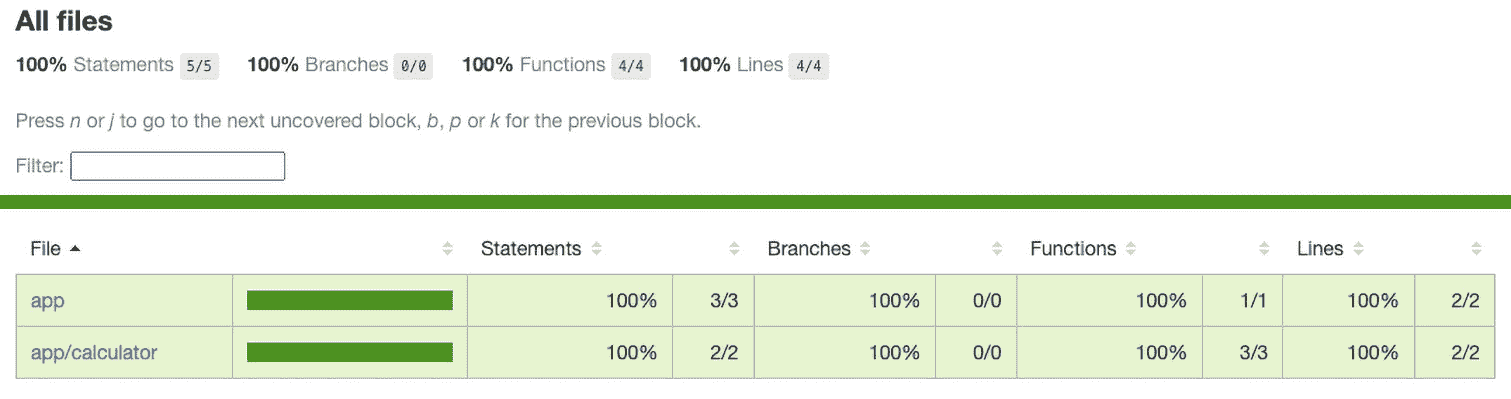 All files
100% Statements 5/5 100% Branches 0/0 100% Functions 4/4 100% Lines 4/4
Press n or j to go to the next uncovered block, b, p or k for the previous block.
Filter:
File Statements Branches Functions Lines
app 100% 3/3 100% 0/0 100% 1/1 100% 2/2
app/calculator 100% 2/2 100% 0/0 100% 3/3 100% 2/2